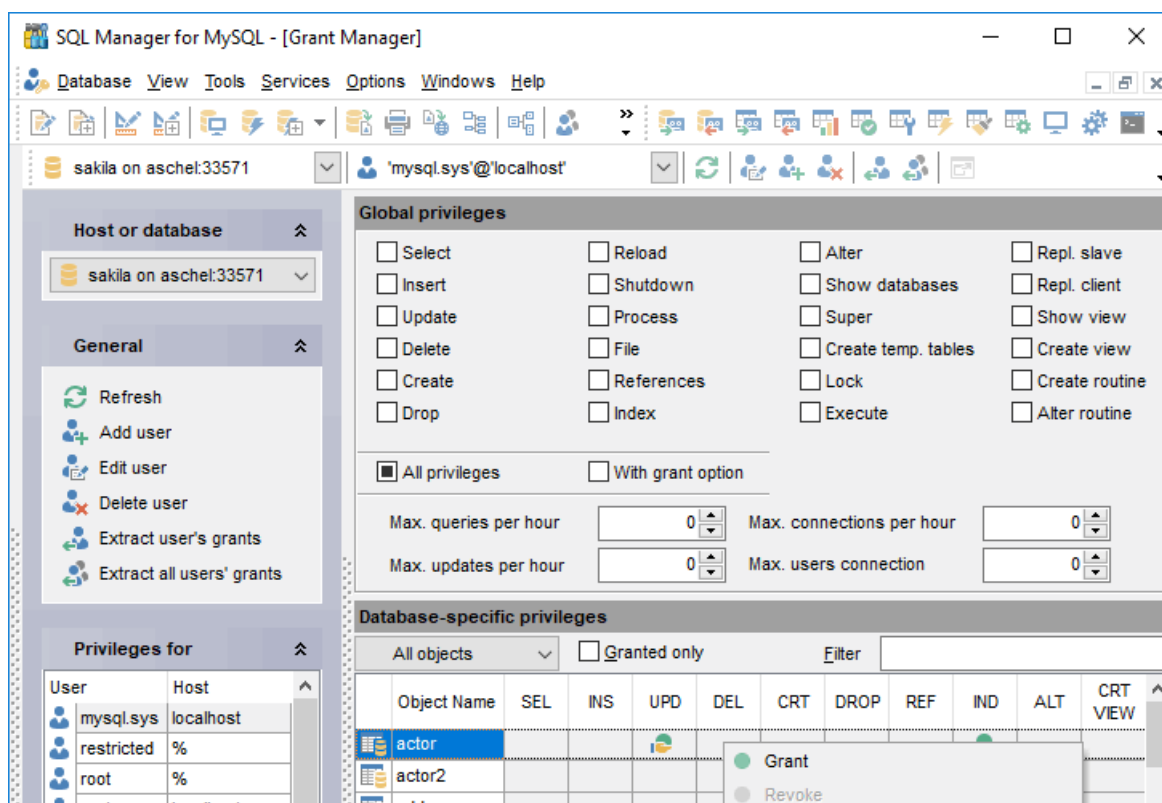 SQL Manager for MySQL - [Grant Manager]
Database View Tools Services Options Windows Help
sakila on aschel:33571 'mysql.sys'@'localhost'
Host or database
sakila on aschel:33571
General
Refresh
Add user
Edit user
Delete user
Extract user's grants
Extract all users' grants
Privileges for
User Host
mysql.sys localhost
restricted %
root %
Global privileges
Select Reload Alter Repl. slave
Insert Shutdown Show databases Repl. client
Update Process Super Show view
Delete File Create temp. tables Create view
Create References Lock Create routine
Drop Index Execute Alter routine
All privileges With grant option
Max. queries per hour 0 Max. connections per hour 0
Max. updates per hour 0 Max. users connection 0
Database-specific privileges
All objects Granted only Filter
Object Name SEL INS UPD DEL CRT DROP REF IND ALT CRT VIEW
actor
actor2
Grant
Revoke